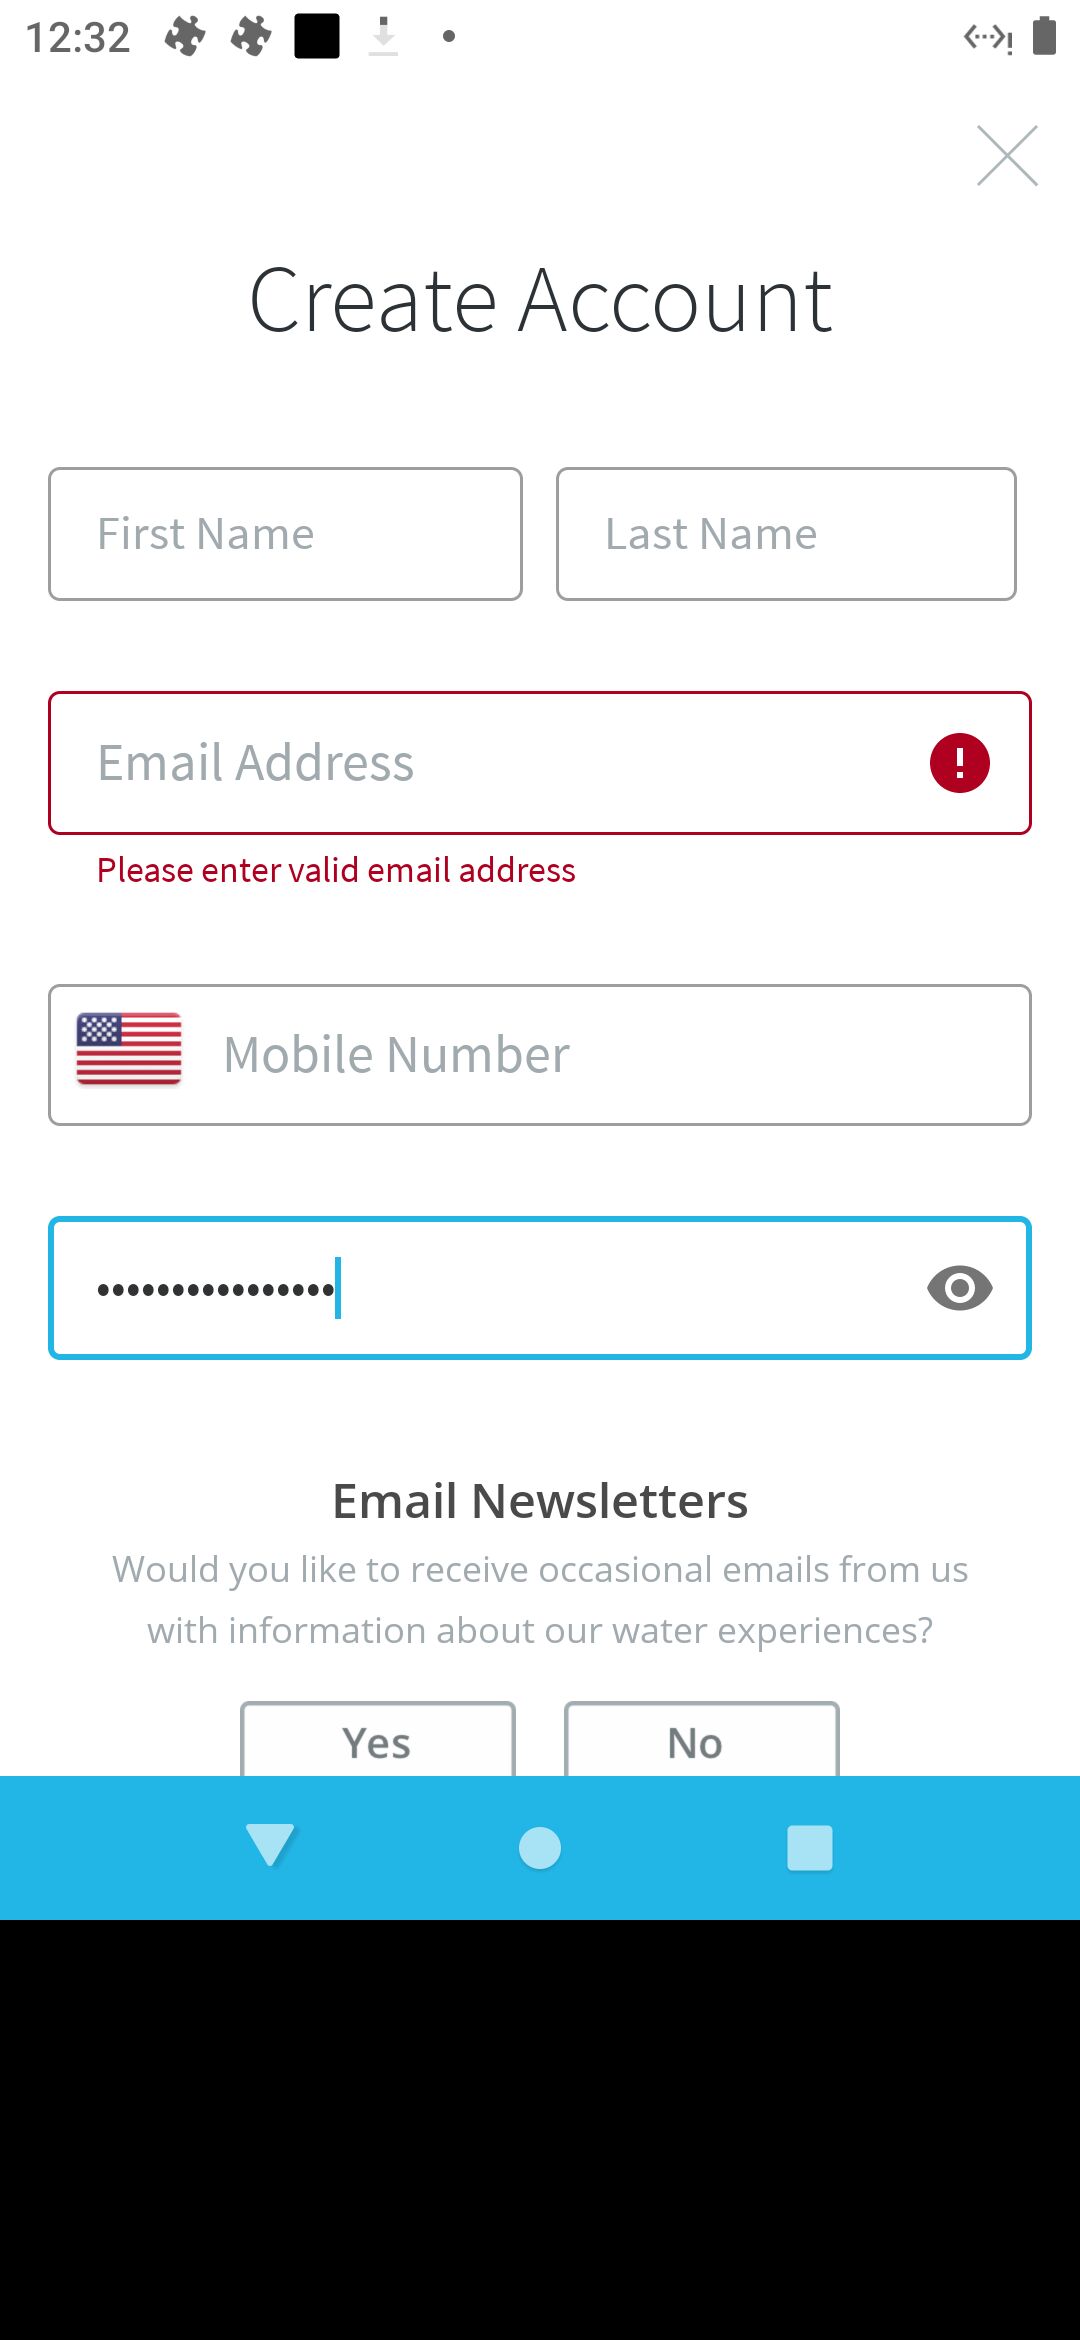 12:32
Create Account
First Name
Last Name
Email Address
Please enter valid email address
Mobile Number
••••••••••••••••
Email Newsletters
Would you like to receive occasional emails from us
with information about our water experiences?
Yes
No